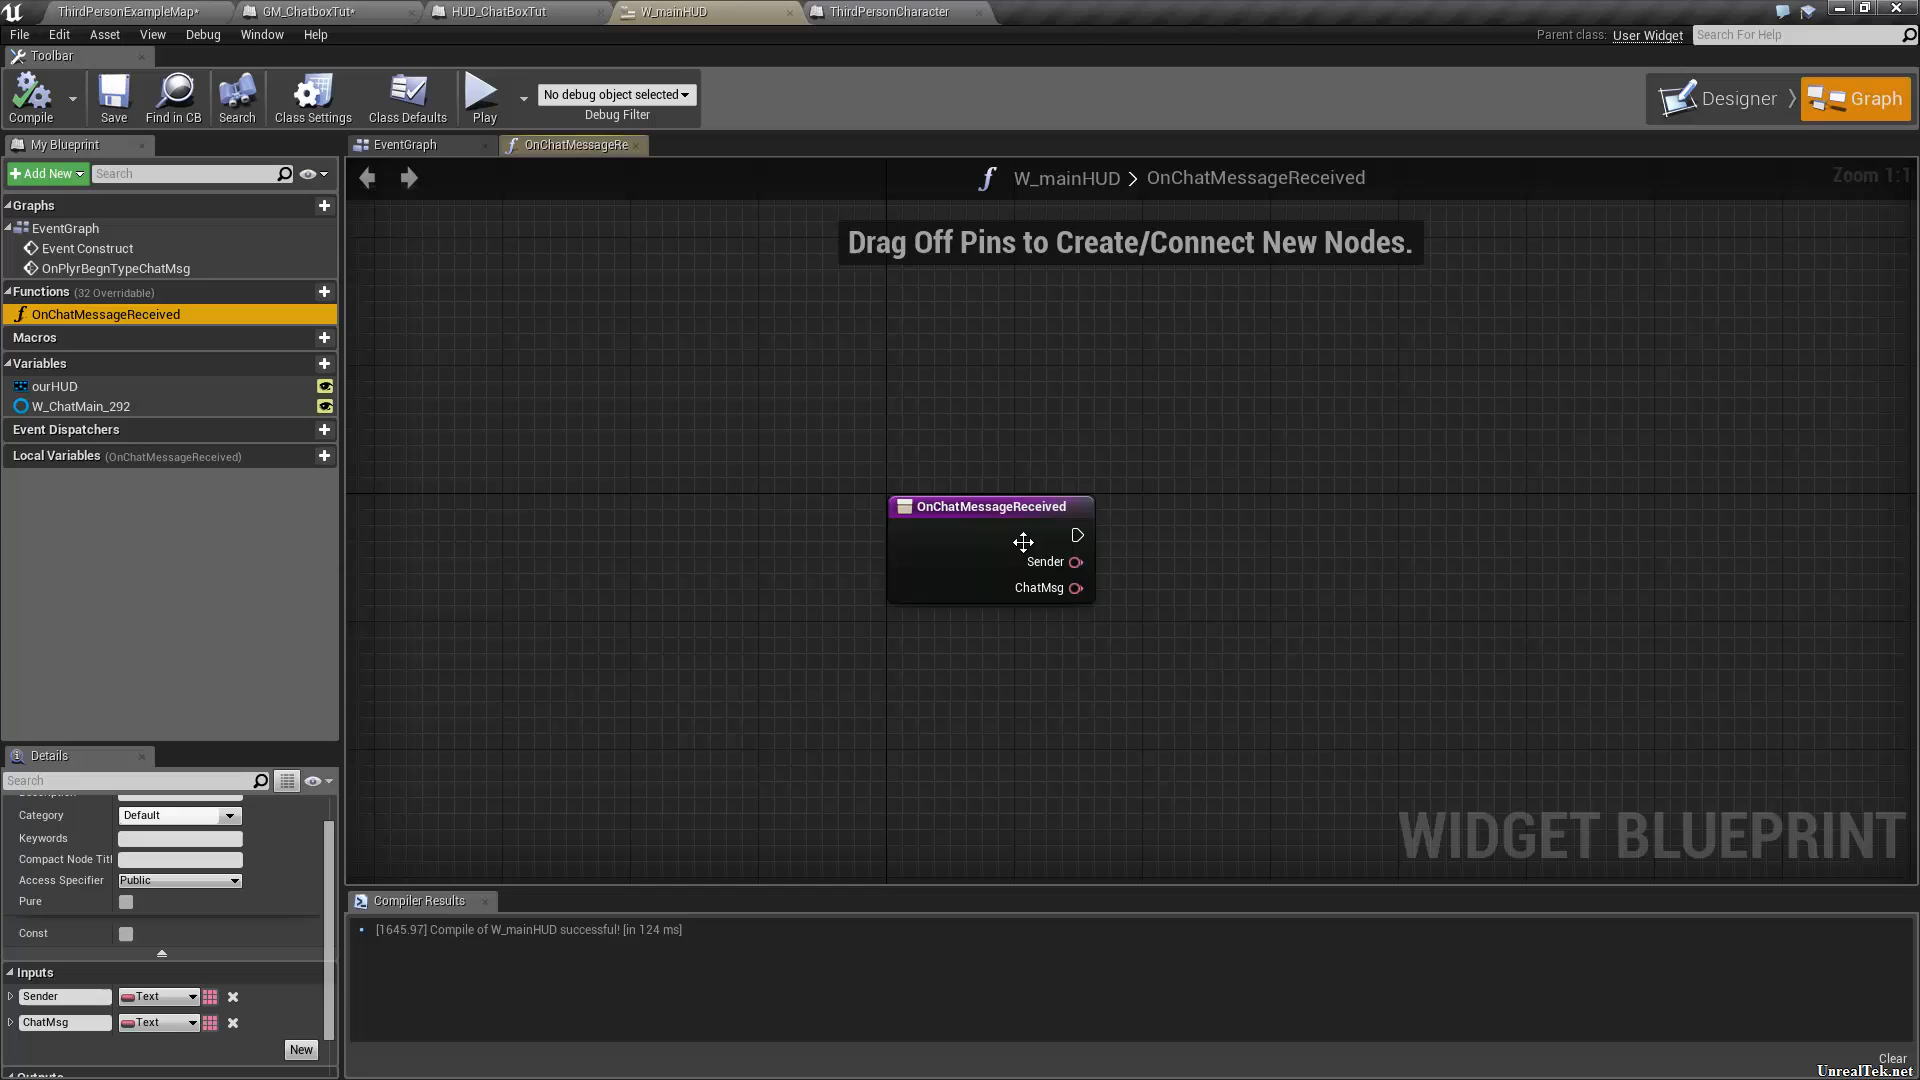 ThirdPersonExampleMap*
GM_ChatboxTut*
HUD_ChatBoxTut
W_mainHUD
ThirdPersonCharacter
File Edit Asset View Debug Window Help
Parent class: User Widget
Search For Help
Toolbar
Compile
Save
Find in CB
Search
Class Settings
Class Defaults
Play
No debug object selected
Debug Filter
Designer
Graph
My Blueprint
EventGraph
OnChatMessageRe
Add New
Search
W_mainHUD > OnChatMessageReceived
Zoom 1:1
Graphs
EventGraph
Event Construct
OnPlyrBegnTypeChatMsg
Functions (32 Overridable)
OnChatMessageReceived
Macros
Variables
ourHUD
W_ChatMain_292
Event Dispatchers
Local Variables (OnChatMessageReceived)
Drag Off Pins to Create/Connect New Nodes.
OnChatMessageReceived
Sender
ChatMsg
WIDGET BLUEPRINT
Details
Search
Category Default
Keywords
Compact Node Titl
Access Specifier Public
Pure
Const
Inputs
Sender Text
ChatMsg Text
New
Compiler Results
[1645.97] Compile of W_mainHUD successful! [in 124 ms]
Clear
UnrealTek.net